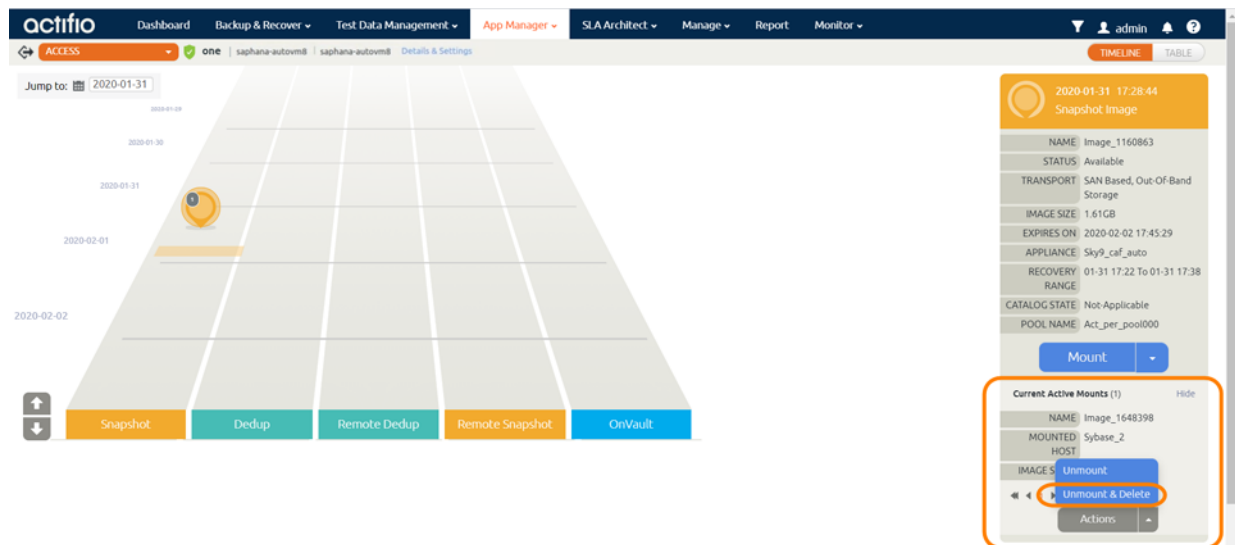 actifio Dashboard Backup & Recover Test Data Management App Manager SLA Architect Manage Report Monitor admin ?
ACCESS one | saphana-autovm8 | saphana-autovm8 Details & Settings TIMELINE TABLE
Jump to: 2020-01-31
2020-01-29
2020-01-30
2020-01-31
1
2020-02-01
2020-02-02
Snapshot Dedup Remote Dedup Remote Snapshot OnVault
2020-01-31 17:28:44
Snapshot Image
NAME Image_1160863
STATUS Available
TRANSPORT SAN Based, Out-Of-Band
Storage
IMAGE SIZE 1.61GB
EXPIRES ON 2020-02-02 17:45:29
APPLIANCE Sky9_caf_auto
RECOVERY 01-31 17:22 To 01-31 17:38
RANGE
CATALOG STATE Not-Applicable
POOL NAME Act_per_pool000
Mount
Current Active Mounts (1) Hide
NAME Image_1648398
MOUNTED Sybase_2
HOST
IMAGE S Unmount
Unmount & Delete
Actions